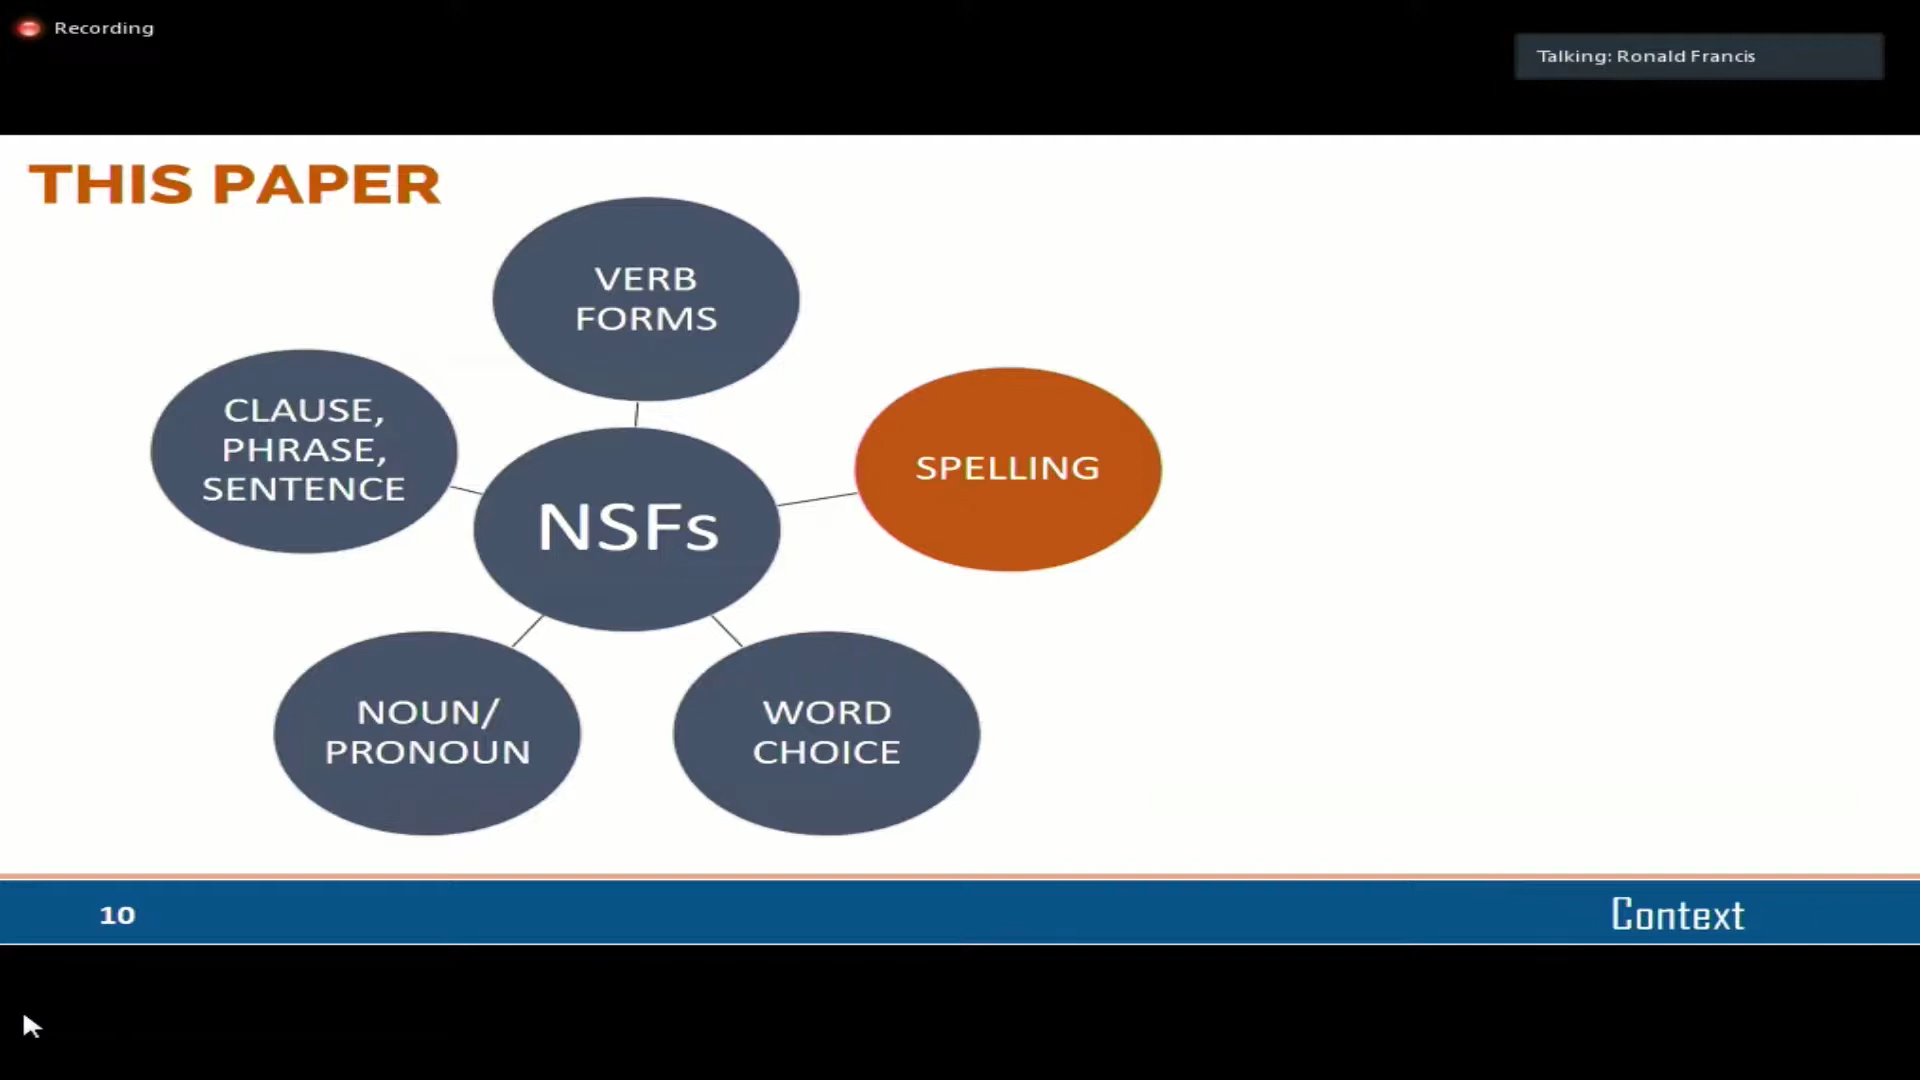 Recording
Talking: Ronald Francis
THIS PAPER
VERB
FORMS
CLAUSE,
PHRASE,
SENTENCE
SPELLING
NSFs
NOUN/
PRONOUN
WORD
CHOICE
10
Context